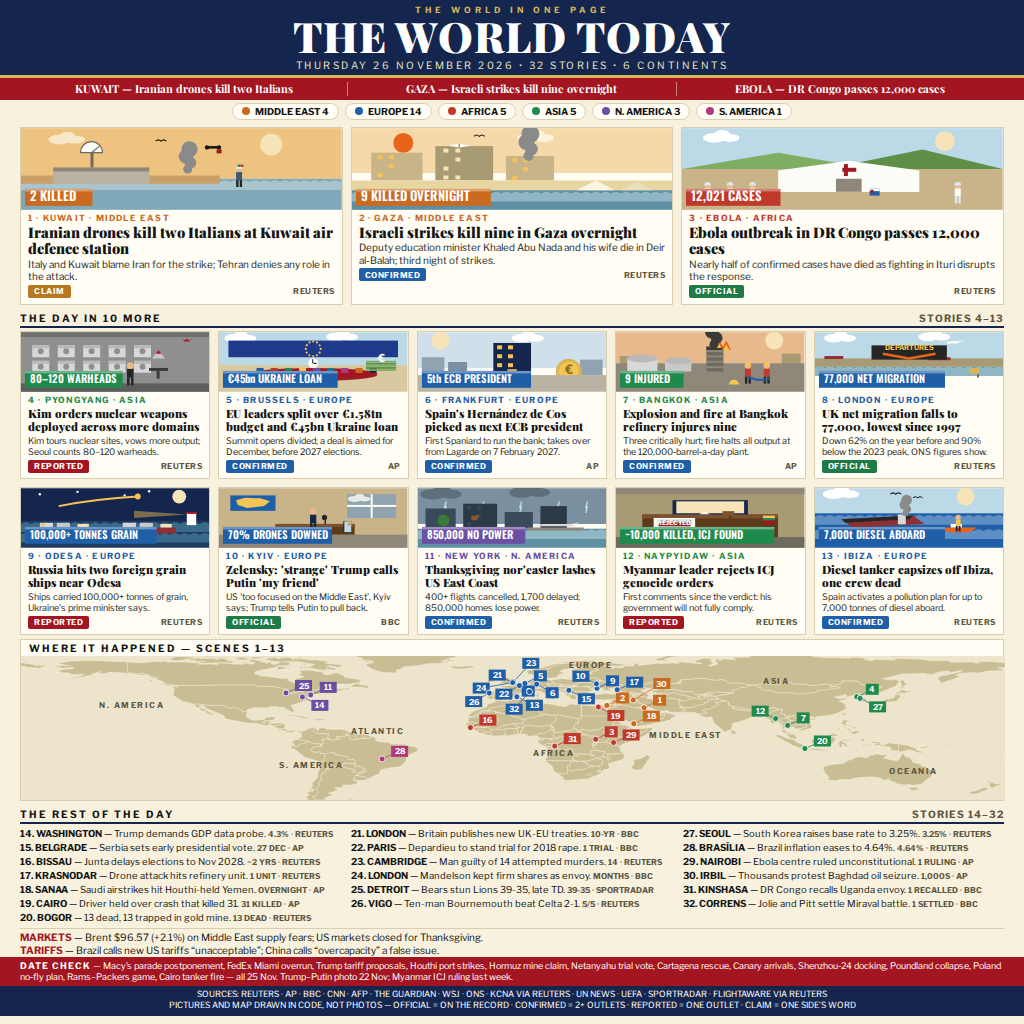 THE WORLD IN ONE PAGE
THE WORLD TODAY
THURSDAY 26 NOVEMBER 2026 · 32 STORIES · 6 CONTINENTS
KUWAIT — Iranian drones kill two Italians
GAZA — Israeli strikes kill nine overnight
EBOLA — DR Congo passes 12,000 cases
MIDDLE EAST 4
EUROPE 14
AFRICA 5
ASIA 5
N. AMERICA 3
S. AMERICA 1
2 KILLED
1 · KUWAIT · MIDDLE EAST
Iranian drones kill two Italians at Kuwait air
defence station
Italy and Kuwait blame Iran for the strike; Tehran denies any role in
the attack.
CLAIM
REUTERS
9 KILLED OVERNIGHT
2 · GAZA · MIDDLE EAST
Israeli strikes kill nine in Gaza overnight
Deputy education minister Khaled Abu Nada and his wife die in Deir
al-Balah; third night of strikes.
CONFIRMED
REUTERS
12,021 CASES
3 · EBOLA · AFRICA
Ebola outbreak in DR Congo passes 12,000
cases
Nearly half of confirmed cases have died as fighting in Ituri disrupts
the response.
OFFICIAL
REUTERS
THE DAY IN 10 MORE
STORIES 4–13
80–120 WARHEADS
4 · PYONGYANG · ASIA
Kim orders nuclear weapons
deployed across more domains
Kim tours nuclear sites, vows more output;
Seoul counts 80–120 warheads.
REPORTED
REUTERS
€
€45bn UKRAINE LOAN
5 · BRUSSELS · EUROPE
EU leaders split over €1.58tn
budget and €45bn Ukraine loan
Summit opens divided; a deal is aimed for
December, before 2027 elections.
CONFIRMED
AP
€
5th ECB PRESIDENT
6 · FRANKFURT · EUROPE
Spain's Hernández de Cos
picked as next ECB president
First Spaniard to run the bank; takes over
from Lagarde on 7 February 2027.
CONFIRMED
AP
9 INJURED
7 · BANGKOK · ASIA
Explosion and fire at Bangkok
refinery injures nine
Three critically hurt; fire halts all output at
the 120,000-barrel-a-day plant.
CONFIRMED
AP
DEPARTURES
77,000 NET MIGRATION
8 · LONDON · EUROPE
UK net migration falls to
77,000, lowest since 1997
Down 62% on the year before and 90%
below the 2023 peak, ONS figures show.
OFFICIAL
REUTERS
100,000+ TONNES GRAIN
9 · ODESA · EUROPE
Russia hits two foreign grain
ships near Odesa
Ships carried 100,000+ tonnes of grain,
Ukraine's prime minister says.
REPORTED
REUTERS
70% DRONES DOWNED
10 · KYIV · EUROPE
Zelensky: 'strange' Trump calls
Putin 'my friend'
US 'too focused on the Middle East', Kyiv
says; Trump tells Putin to pull back.
OFFICIAL
BBC
850,000 NO POWER
11 · NEW YORK · N. AMERICA
Thanksgiving nor'easter lashes
US East Coast
400+ flights cancelled, 1,700 delayed;
850,000 homes lose power.
CONFIRMED
REUTERS
REJECTED
~10,000 KILLED, ICJ FOUND
12 · NAYPYIDAW · ASIA
Myanmar leader rejects ICJ
genocide orders
First comments since the verdict: his
government will not fully comply.
REPORTED
REUTERS
7,000t DIESEL ABOARD
13 · IBIZA · EUROPE
Diesel tanker capsizes off Ibiza,
one crew dead
Spain activates a pollution plan for up to
7,000 tonnes of diesel aboard.
CONFIRMED
REUTERS
WHERE IT HAPPENED — SCENES 1–13
N. AMERICA
ATLANTIC
S. AMERICA
EUROPE
AFRICA
MIDDLE EAST
ASIA
OCEANIA
25
11
14
28
23
21
5
24
22
6
26
32
13
10
9
17
15
30
2
1
19
18
16
3
29
31
4
27
12
7
20
THE REST OF THE DAY
STORIES 14–32
14. WASHINGTON — Trump demands GDP data probe. 4.3% · REUTERS
15. BELGRADE — Serbia sets early presidential vote. 27 DEC · AP
16. BISSAU — Junta delays elections to Nov 2028. ~2 YRS · REUTERS
17. KRASNODAR — Drone attack hits refinery unit. 1 UNIT · REUTERS
18. SANAA — Saudi airstrikes hit Houthi-held Yemen. OVERNIGHT · AP
19. CAIRO — Driver held over crash that killed 31. 31 KILLED · AP
20. BOGOR — 13 dead, 13 trapped in gold mine. 13 DEAD · REUTERS
21. LONDON — Britain publishes new UK-EU treaties. 10-YR · BBC
22. PARIS — Depardieu to stand trial for 2018 rape. 1 TRIAL · BBC
23. CAMBRIDGE — Man guilty of 14 attempted murders. 14 · REUTERS
24. LONDON — Mandelson kept firm shares as envoy. MONTHS · BBC
25. DETROIT — Bears stun Lions 39-35, late TD. 39-35 · SPORTRADAR
26. VIGO — Ten-man Bournemouth beat Celta 2-1. 5/5 · REUTERS
27. SEOUL — South Korea raises base rate to 3.25%. 3.25% · REUTERS
28. BRASÍLIA — Brazil inflation eases to 4.64%. 4.64% · REUTERS
29. NAIROBI — Ebola centre ruled unconstitutional. 1 RULING · AP
30. IRBIL — Thousands protest Baghdad oil seizure. 1,000S · AP
31. KINSHASA — DR Congo recalls Uganda envoy. 1 RECALLED · BBC
32. CORRENS — Jolie and Pitt settle Miraval battle. 1 SETTLED · BBC
MARKETS — Brent $96.57 (+2.1%) on Middle East supply fears; US markets closed for Thanksgiving.
TARIFFS — Brazil calls new US tariffs “unacceptable”; China calls “overcapacity” a false issue.
DATE CHECK — Macy's parade postponement, FedEx Miami overrun, Trump tariff proposals, Houthi port strikes, Hormuz mine claim, Netanyahu trial vote, Cartagena rescue, Canary arrivals, Shenzhou-24 docking, Poundland collapse, Poland
no-fly plan, Rams-Packers game, Cairo tanker fire — all 25 Nov. Trump–Putin photo 22 Nov; Myanmar ICJ ruling last week.
SOURCES: REUTERS · AP · BBC · CNN · AFP · THE GUARDIAN · WSJ · ONS · KCNA VIA REUTERS · UN NEWS · UEFA · SPORTRADAR · FLIGHTAWARE VIA REUTERS
PICTURES AND MAP DRAWN IN CODE, NOT PHOTOS — OFFICIAL = ON THE RECORD · CONFIRMED = 2+ OUTLETS · REPORTED = ONE OUTLET · CLAIM = ONE SIDE'S WORD